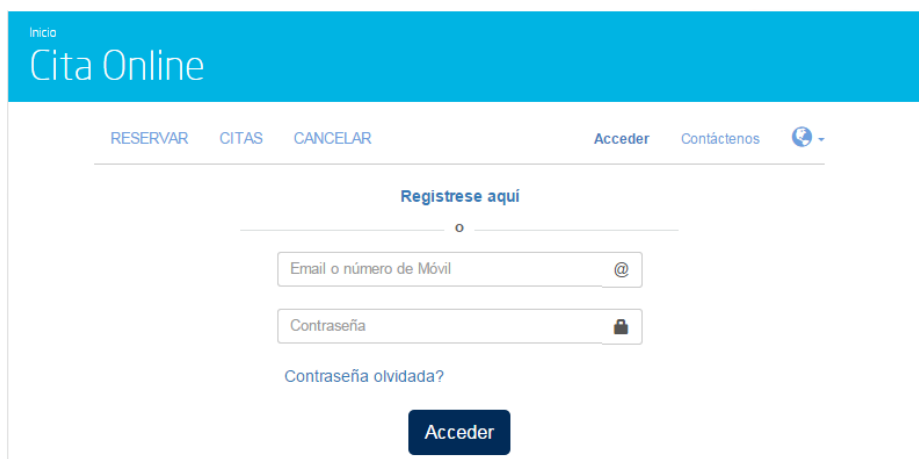 Inicio
Cita Online
RESERVAR CITAS CANCELAR Acceder Contáctenos
Registrese aquí
o
Email o número de Móvil @
Contraseña
Contraseña olvidada?
Acceder